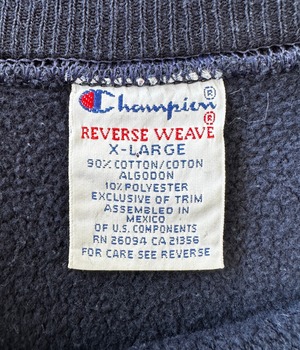 Champion®
REVERSE WEAVE®
X-LARGE
90% COTTON/COTON
ALGODON
10% POLYESTER
EXCLUSIVE OF TRIM
ASSEMBLED IN
MEXICO
OF U.S. COMPONENTS
RN 26094 CA 21356
FOR CARE SEE REVERSE